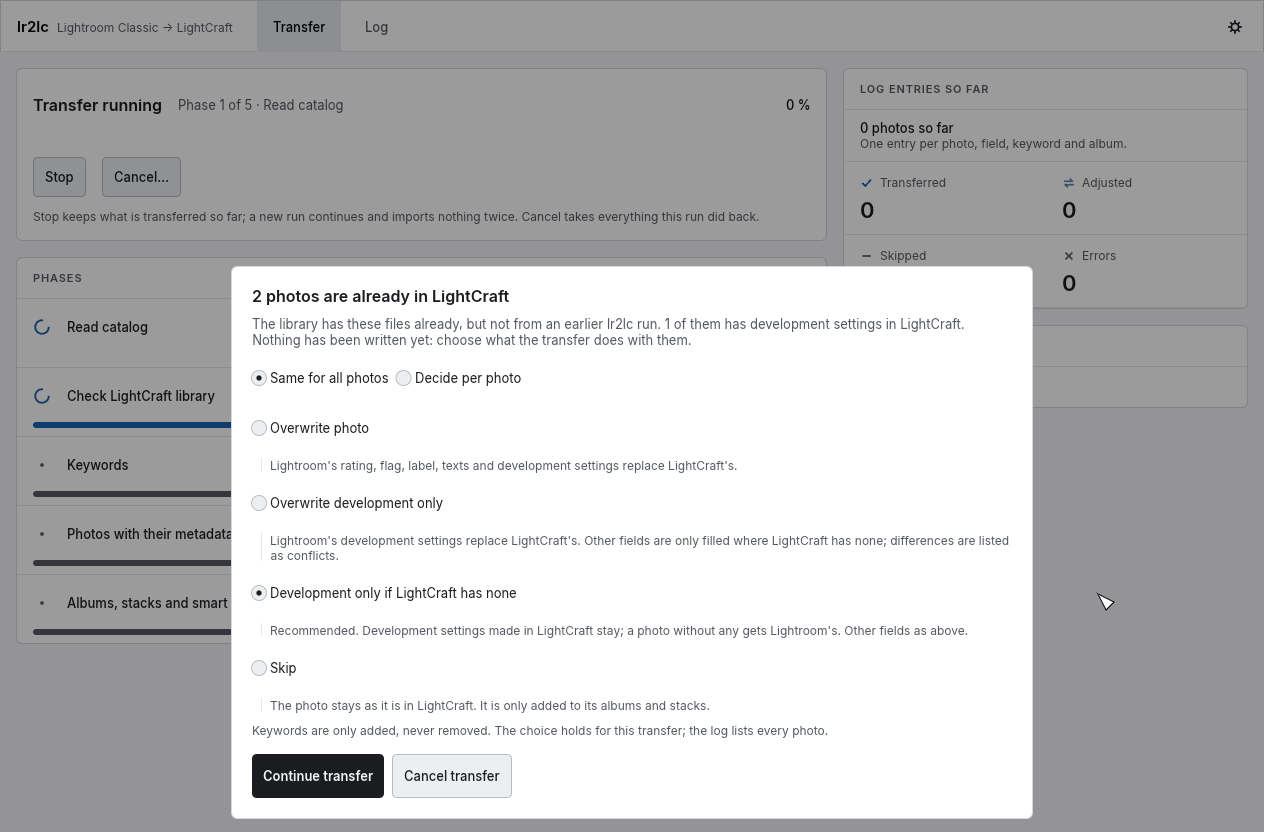 lr2lc Lightroom Classic → LightCraft Transfer Log
Transfer running Phase 1 of 5 · Read catalog 0 %
Stop Cancel...
Stop keeps what is transferred so far; a new run continues and imports nothing twice. Cancel takes everything this run did back.
LOG ENTRIES SO FAR
0 photos so far
One entry per photo, field, keyword and album.
Transferred Adjusted
0 0
Skipped Errors
0
PHASES
Read catalog
Check LightCraft library
Keywords
Photos with their metadata
Albums, stacks and smart
2 photos are already in LightCraft
The library has these files already, but not from an earlier lr2lc run. 1 of them has development settings in LightCraft.
Nothing has been written yet: choose what the transfer does with them.
Same for all photos Decide per photo
Overwrite photo
Lightroom's rating, flag, label, texts and development settings replace LightCraft's.
Overwrite development only
Lightroom's development settings replace LightCraft's. Other fields are only filled where LightCraft has none; differences are listed
as conflicts.
Development only if LightCraft has none
Recommended. Development settings made in LightCraft stay; a photo without any gets Lightroom's. Other fields as above.
Skip
The photo stays as it is in LightCraft. It is only added to its albums and stacks.
Keywords are only added, never removed. The choice holds for this transfer; the log lists every photo.
Continue transfer Cancel transfer